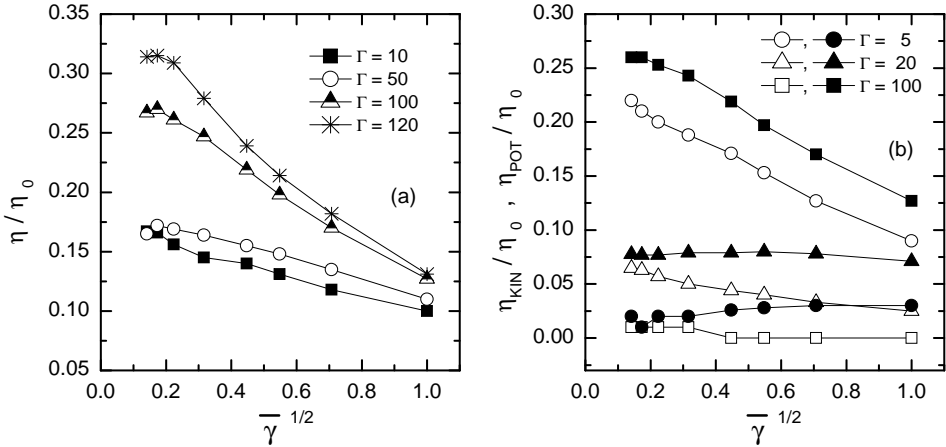 0.35
0.30
0.25
0.20
0.15
0.10
0.05
0.0 0.2 0.4 0.6 0.8 1.0
η / η₀
γ̅ 1/2
Γ = 10
Γ = 50
Γ = 100
Γ = 120
(a)
0.30
0.25
0.20
0.15
0.10
0.05
0.00
0.0 0.2 0.4 0.6 0.8 1.0
η_KIN / η₀ , η_POT / η₀
γ̅ 1/2
, Γ = 5
, Γ = 20
, Γ = 100
(b)